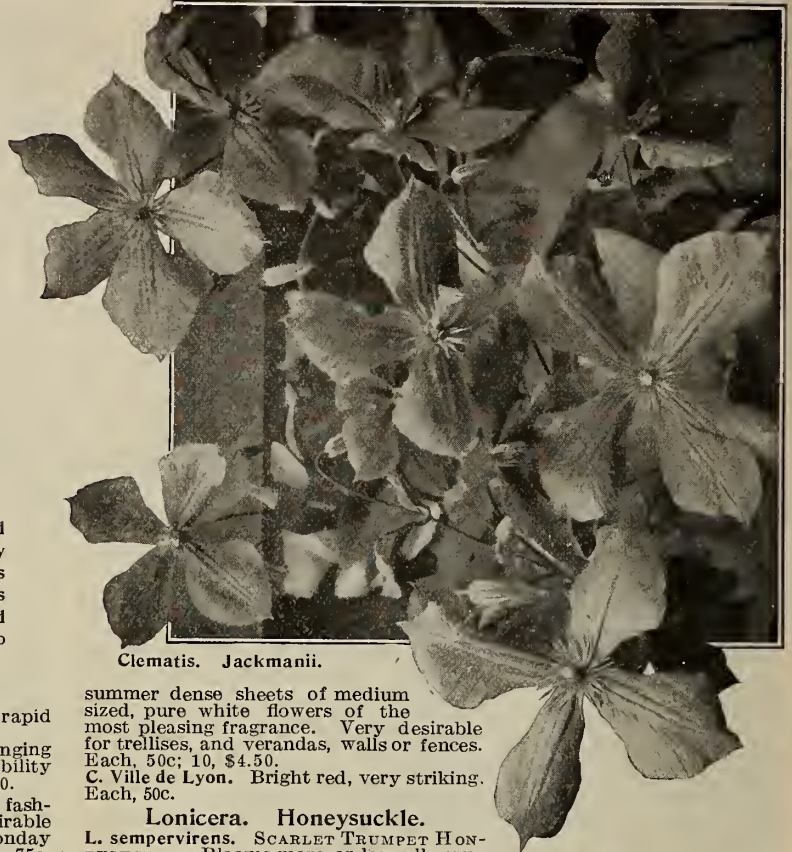 d
y
s
s
d
o
rapid
nging
bility
0.
fash-
irable
onday
75c
Clematis. Jackmanii.
summer dense sheets of medium
sized, pure white flowers of the
most pleasing fragrance. Very desirable
for trellises, and verandas, walls or fences.
Each, 50c; 10, $4.50.
C. Ville de Lyon. Bright red, very striking.
Each, 50c.
Lonicera. Honeysuckle.
L. sempervirens. SCARLET TRUMPET HON-